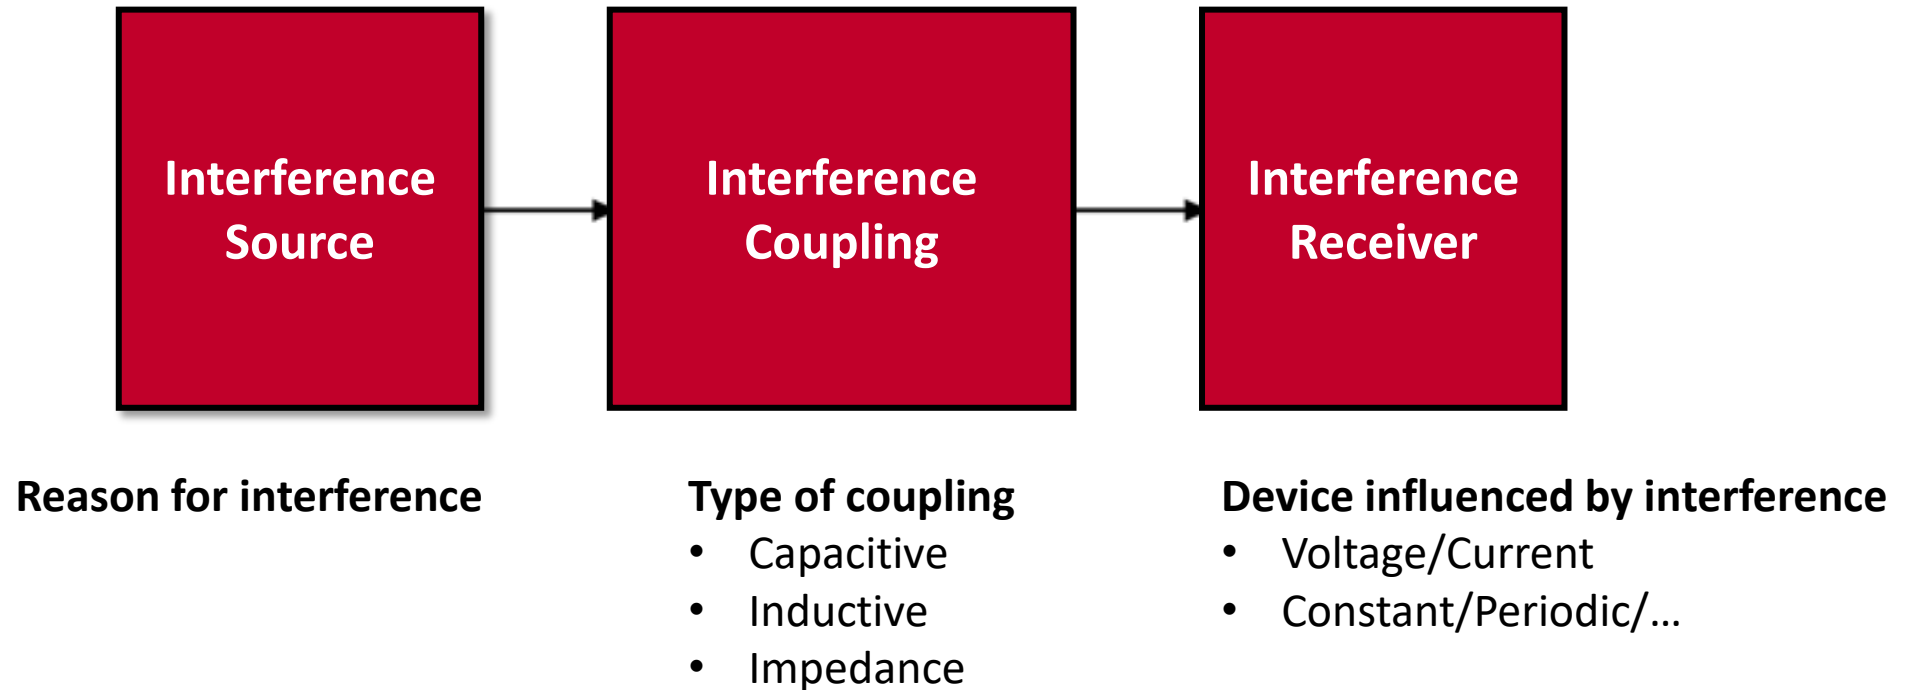 Interference
Source
Interference
Coupling
Interference
Receiver
Reason for interference
Type of coupling
• Capacitive
• Inductive
• Impedance
Device influenced by interference
• Voltage/Current
• Constant/Periodic/…